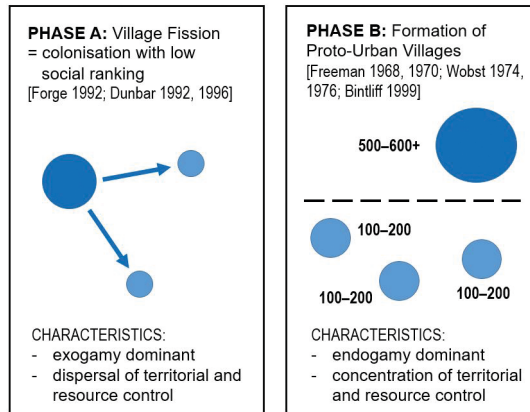 PHASE A: Village Fission
= colonisation with low
social ranking
[Forge 1992; Dunbar 1992, 1996]
CHARACTERISTICS:
- exogamy dominant
- dispersal of territorial and
resource control
PHASE B: Formation of
Proto-Urban Villages
[Freeman 1968, 1970; Wobst 1974,
1976; Bintliff 1999]
500–600+
100–200
100–200
100–200
CHARACTERISTICS:
- endogamy dominant
- concentration of territorial
and resource control